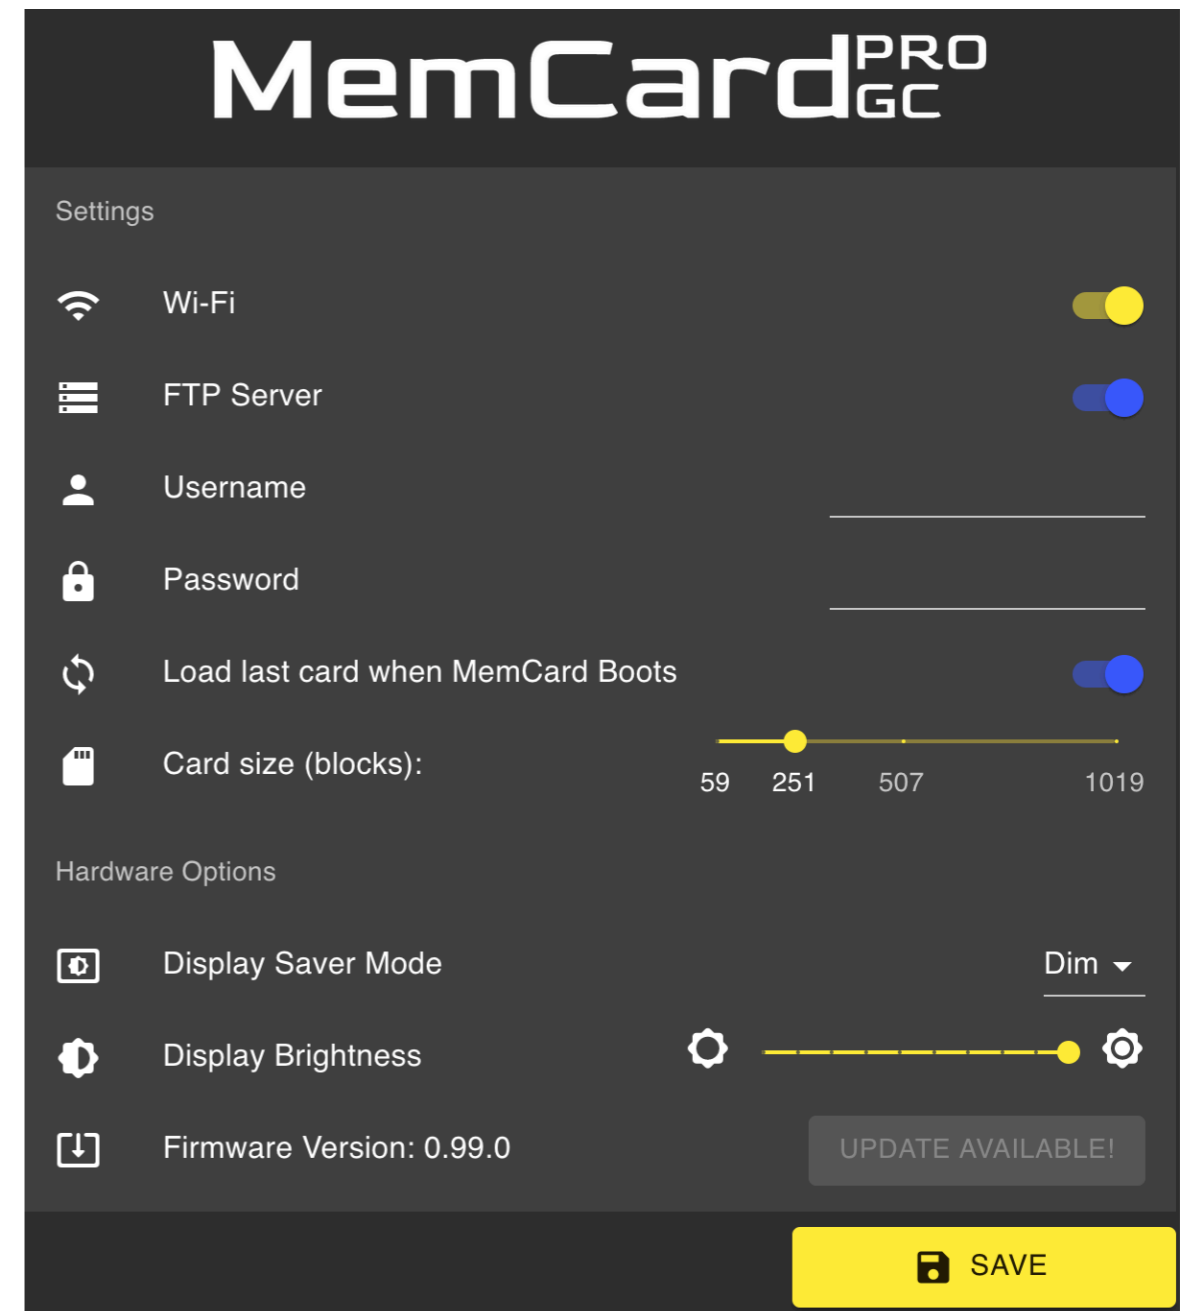 MemCard PRO GC
Settings
Wi-Fi
FTP Server
Username
Password
Load last card when MemCard Boots
Card size (blocks):
59 251 507 1019
Hardware Options
Display Saver Mode Dim
Display Brightness
Firmware Version: 0.99.0 UPDATE AVAILABLE!
SAVE